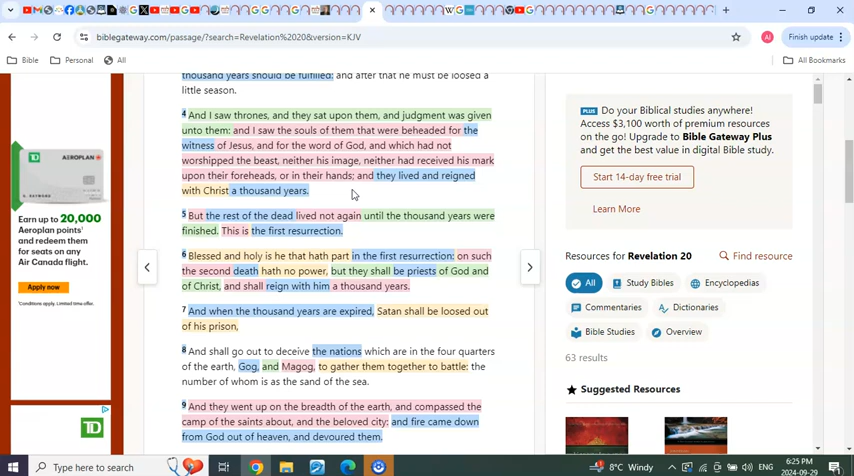 biblegateway.com/passage/?search=Revelation%2020&version=KJV
Finish update
Bible
Personal
All
All Bookmarks
thousand years should be fulfilled: and after that he must be loosed a
little season.
4 And I saw thrones, and they sat upon them, and judgment was given
unto them: and I saw the souls of them that were beheaded for the
witness of Jesus, and for the word of God, and which had not
worshipped the beast, neither his image, neither had received his mark
upon their foreheads, or in their hands; and they lived and reigned
with Christ a thousand years.
5 But the rest of the dead lived not again until the thousand years were
finished. This is the first resurrection.
6 Blessed and holy is he that hath part in the first resurrection: on such
the second death hath no power, but they shall be priests of God and
of Christ, and shall reign with him a thousand years.
7 And when the thousand years are expired, Satan shall be loosed out
of his prison,
8 And shall go out to deceive the nations which are in the four quarters
of the earth, Gog, and Magog, to gather them together to battle: the
number of whom is as the sand of the sea.
9 And they went up on the breadth of the earth, and compassed the
camp of the saints about, and the beloved city: and fire came down
from God out of heaven, and devoured them.
TD
AEROPLAN
VISA
Earn up to 20,000
Aeroplan points¹
and redeem them
for seats on any
Air Canada flight.
Apply now
¹Conditions apply. Limited time offer.
TD
PLUS Do your Biblical studies anywhere!
Access $3,100 worth of premium resources
on the go! Upgrade to Bible Gateway Plus
and get the best value in digital Bible study.
Start 14-day free trial
Learn More
Resources for Revelation 20
Find resource
All
Study Bibles
Encyclopedias
Commentaries
Dictionaries
Bible Studies
Overview
63 results
Suggested Resources
Type here to search
8°C Windy
ENG
6:25 PM
2024-09-29